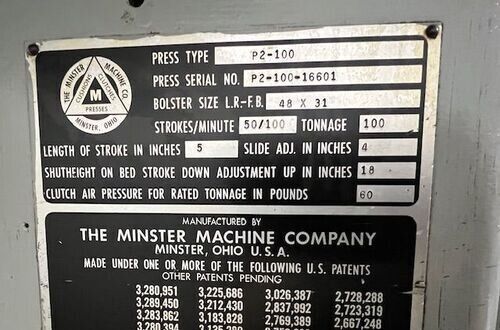 THE MINSTER MACHINE CO.
CUSHIONS CLUTCHES
M
PRESSES
MINSTER, OHIO
PRESS TYPE P2-100
PRESS SERIAL NO. P2-100-16601
BOLSTER SIZE L.R.-F.B. 48 X 31
STROKES/MINUTE 50/100 TONNAGE 100
LENGTH OF STROKE IN INCHES 5 SLIDE ADJ. IN INCHES 4
SHUTHEIGHT ON BED STROKE DOWN ADJUSTMENT UP IN INCHES 18
CLUTCH AIR PRESSURE FOR RATED TONNAGE IN POUNDS 60
MANUFACTURED BY
THE MINSTER MACHINE COMPANY
MINSTER, OHIO U.S.A.
MADE UNDER ONE OR MORE OF THE FOLLOWING U.S. PATENTS
OTHER PATENTS PENDING
3,280,951 3,225,686 3,026,387 2,728,288
3,289,450 3,212,430 2,837,992 2,723,319
3,283,862 3,183,828 2,769,389 2,667,248